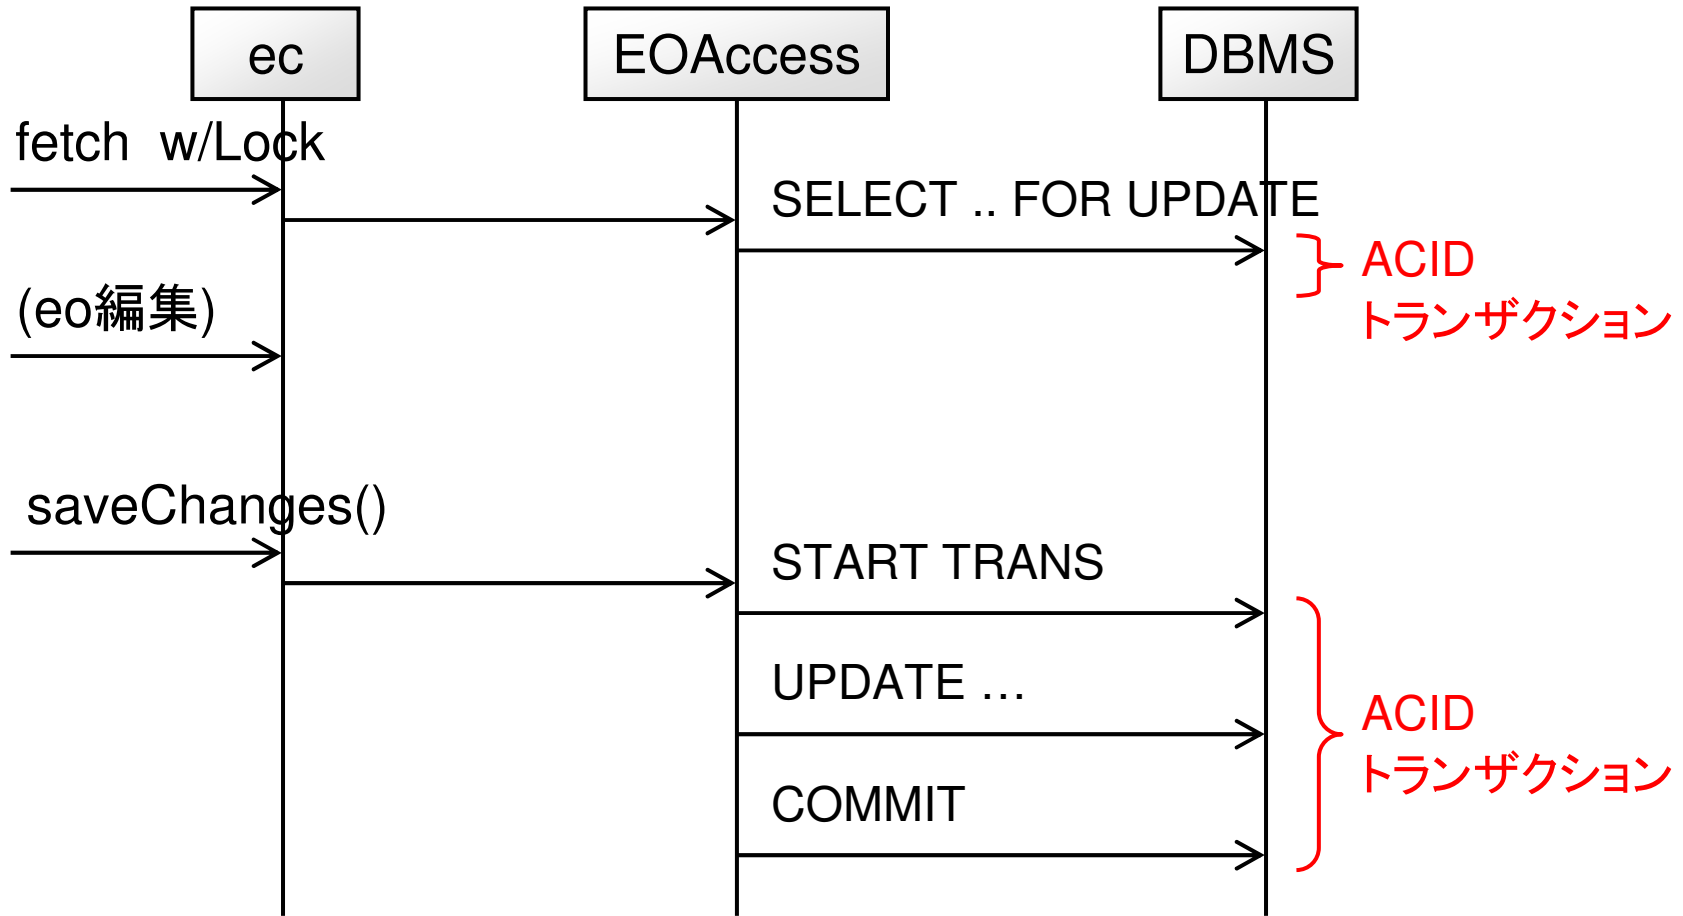 ec
EOAccess
DBMS
fetch w/Lock
SELECT .. FOR UPDATE
ACID
トランザクション
(eo編集)
saveChanges()
START TRANS
UPDATE …
ACID
トランザクション
COMMIT